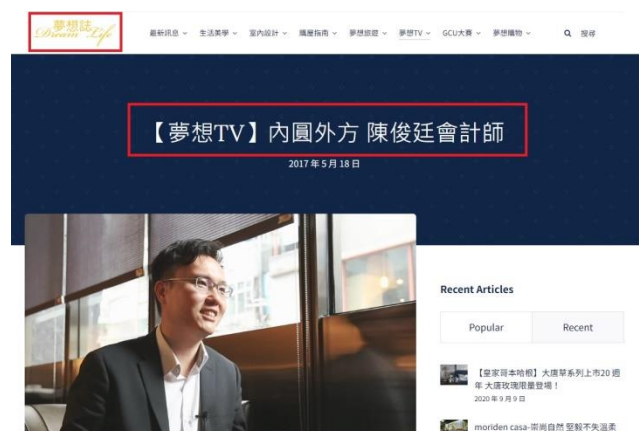 夢想誌
Dream Life
最新訊息 生活美學 室內設計 購屋指南 夢想旅遊 夢想TV GCU大賽 夢想購物 搜尋
【夢想TV】內圓外方 陳俊廷會計師
2017 年 5 月 18 日
Recent Articles
Popular Recent
【皇家哥本哈根】大唐草系列上市20 週
年 大唐玫瑰限量登場！
2020 年 9 月 9 日
moriden casa-崇尚自然 堅毅不失溫柔